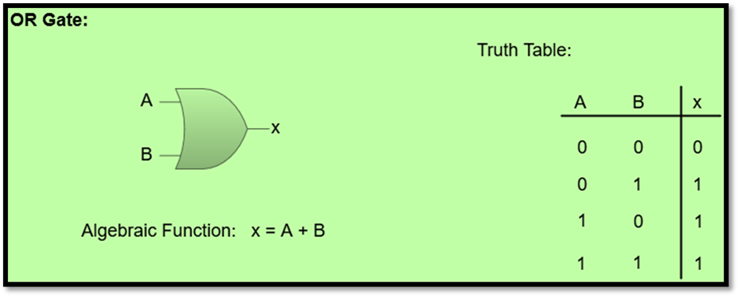 OR Gate:
Truth Table:
A
B
x
Algebraic Function: x = A + B
A B x
0 0 0
0 1 1
1 0 1
1 1 1